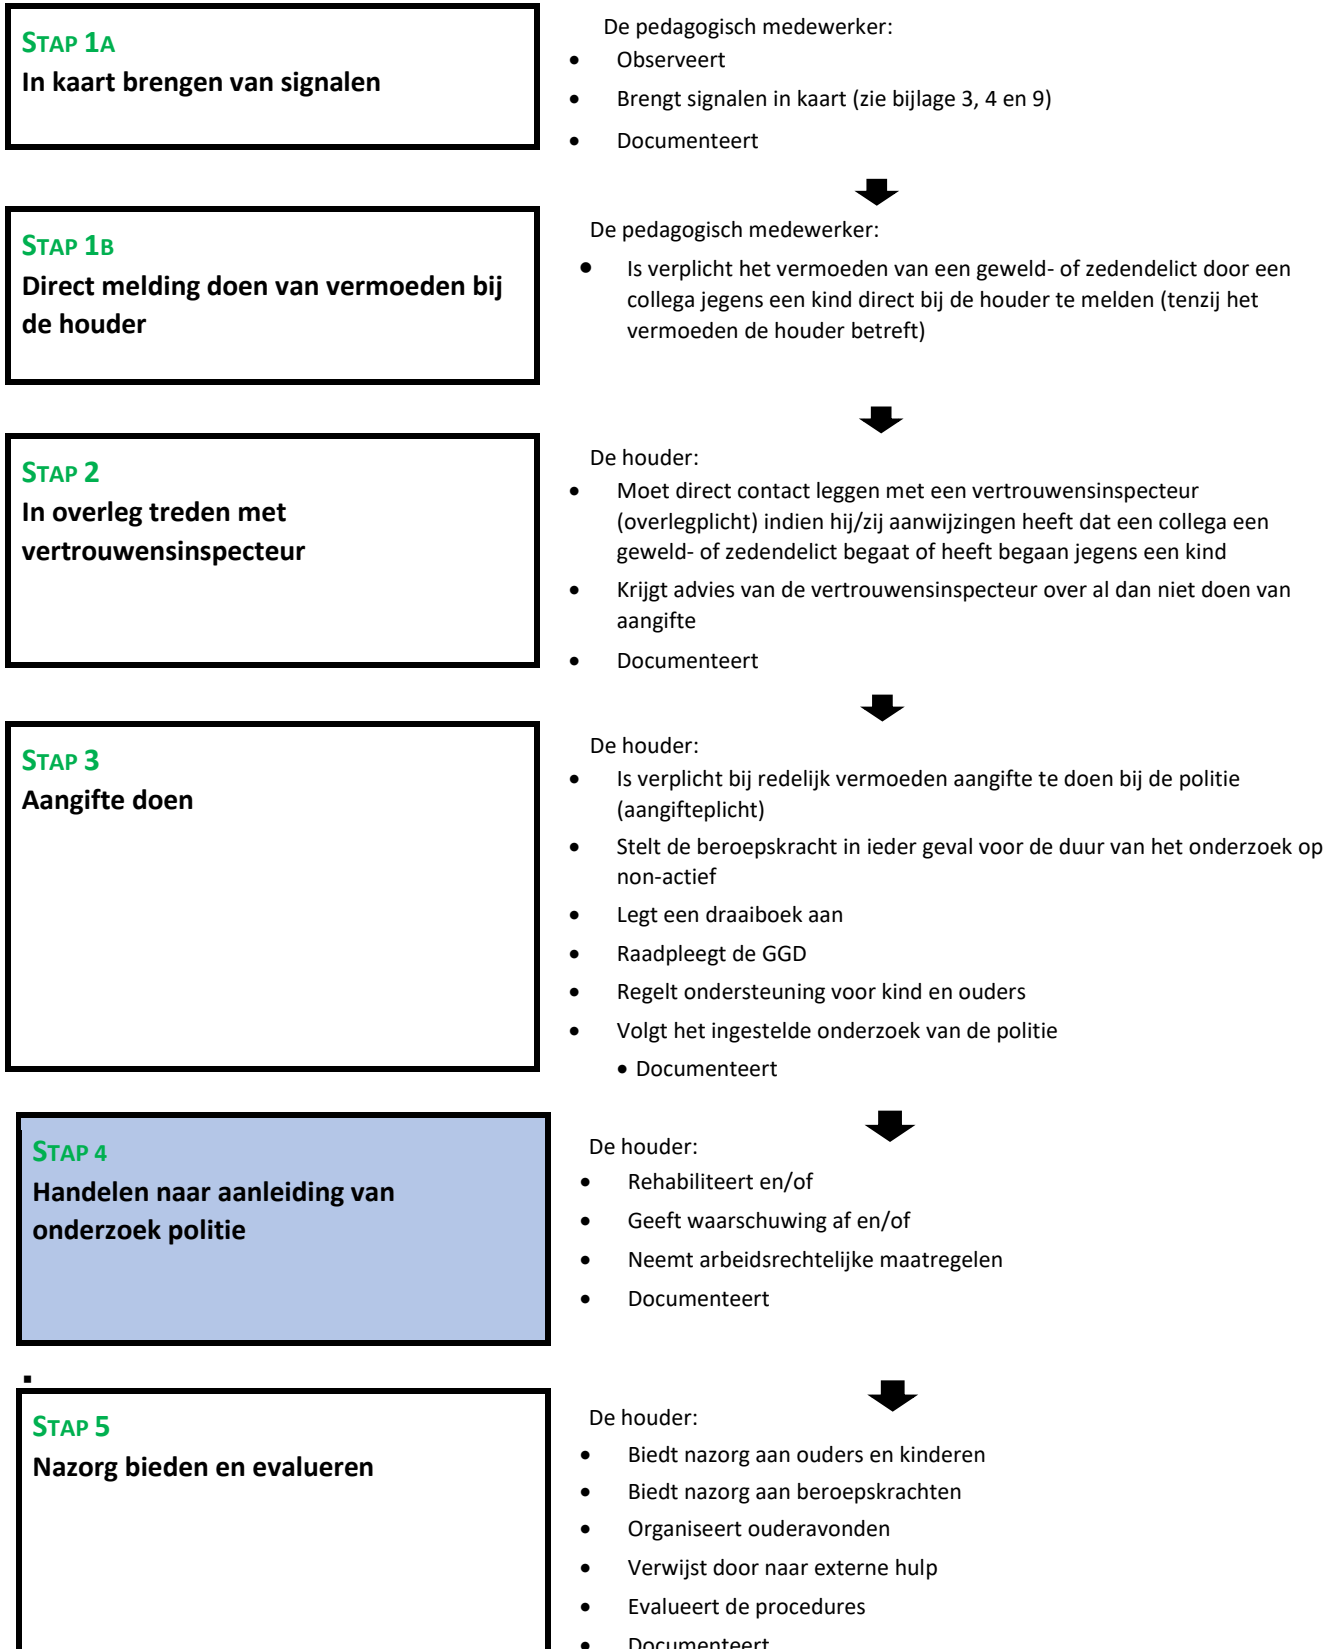 STAP 1A
In kaart brengen van signalen
De pedagogisch medewerker:
• Observeert
• Brengt signalen in kaart (zie bijlage 3, 4 en 9)
• Documenteert
STAP 1B
Direct melding doen van vermoeden bij
de houder
De pedagogisch medewerker:
• Is verplicht het vermoeden van een geweld- of zedendelict door een
collega jegens een kind direct bij de houder te melden (tenzij het
vermoeden de houder betreft)
STAP 2
In overleg treden met
vertrouwensinspecteur
De houder:
• Moet direct contact leggen met een vertrouwensinspecteur
(overlegplicht) indien hij/zij aanwijzingen heeft dat een collega een
geweld- of zedendelict begaat of heeft begaan jegens een kind
• Krijgt advies van de vertrouwensinspecteur over al dan niet doen van
aangifte
• Documenteert
STAP 3
Aangifte doen
De houder:
• Is verplicht bij redelijk vermoeden aangifte te doen bij de politie
(aangifteplicht)
• Stelt de beroepskracht in ieder geval voor de duur van het onderzoek op
non-actief
• Legt een draaiboek aan
• Raadpleegt de GGD
• Regelt ondersteuning voor kind en ouders
• Volgt het ingestelde onderzoek van de politie
• Documenteert
STAP 4
Handelen naar aanleiding van
onderzoek politie
De houder:
• Rehabiliteert en/of
• Geeft waarschuwing af en/of
• Neemt arbeidsrechtelijke maatregelen
• Documenteert
STAP 5
Nazorg bieden en evalueren
De houder:
• Biedt nazorg aan ouders en kinderen
• Biedt nazorg aan beroepskrachten
• Organiseert ouderavonden
• Verwijst door naar externe hulp
• Evalueert de procedures
• Documenteert